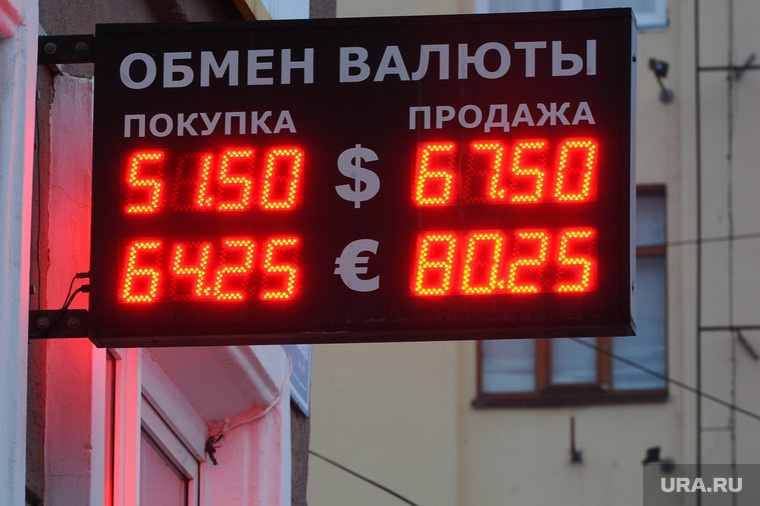 ОБМЕН ВАЛЮТЫ
ПОКУПКА ПРОДАЖА
51.50 $ 67.50
64.25 € 80.25
URA.RU